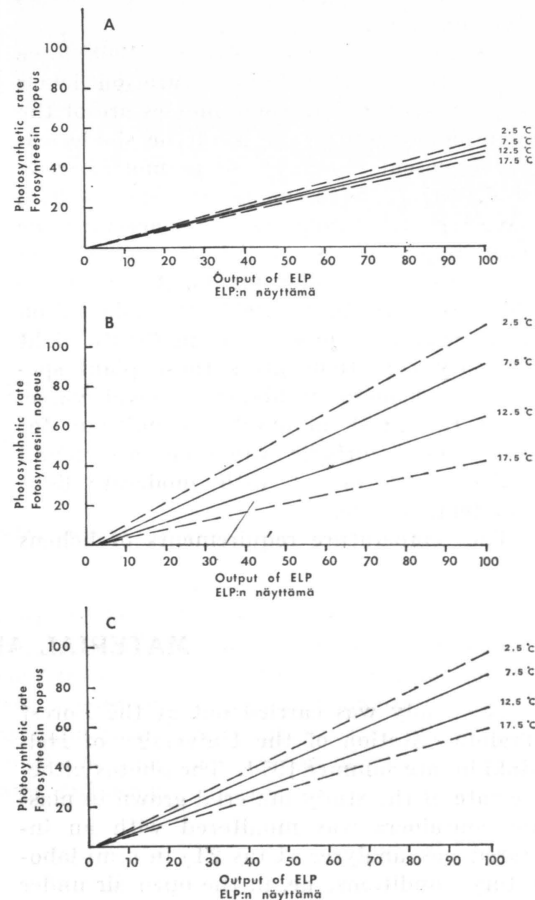 A
Photosynthetic rate
Fotosynteesin nopeus
100
80
60
40
20
2.5 °C
7.5 °C
12.5 °C
17.5 °C
0 10 20 30 40 50 60 70 80 90 100
Output of ELP
ELP:n näyttämä
B
Photosynthetic rate
Fotosynteesin nopeus
100
80
60
40
20
2.5 °C
7,5 °C
12.5 °C
17.5 °C
0 10 20 30 40 50 60 70 80 90 100
Output of ELP
ELP:n näyttämä
C
Photosynthetic rate
Fotosynteesin nopeus
100
80
60
40
20
2.5 °C
7.5 °C
12.5 °C
17.5 °C
0 10 20 30 40 50 60 70 80 90 100
Output of ELP
ELP:n näyttämä